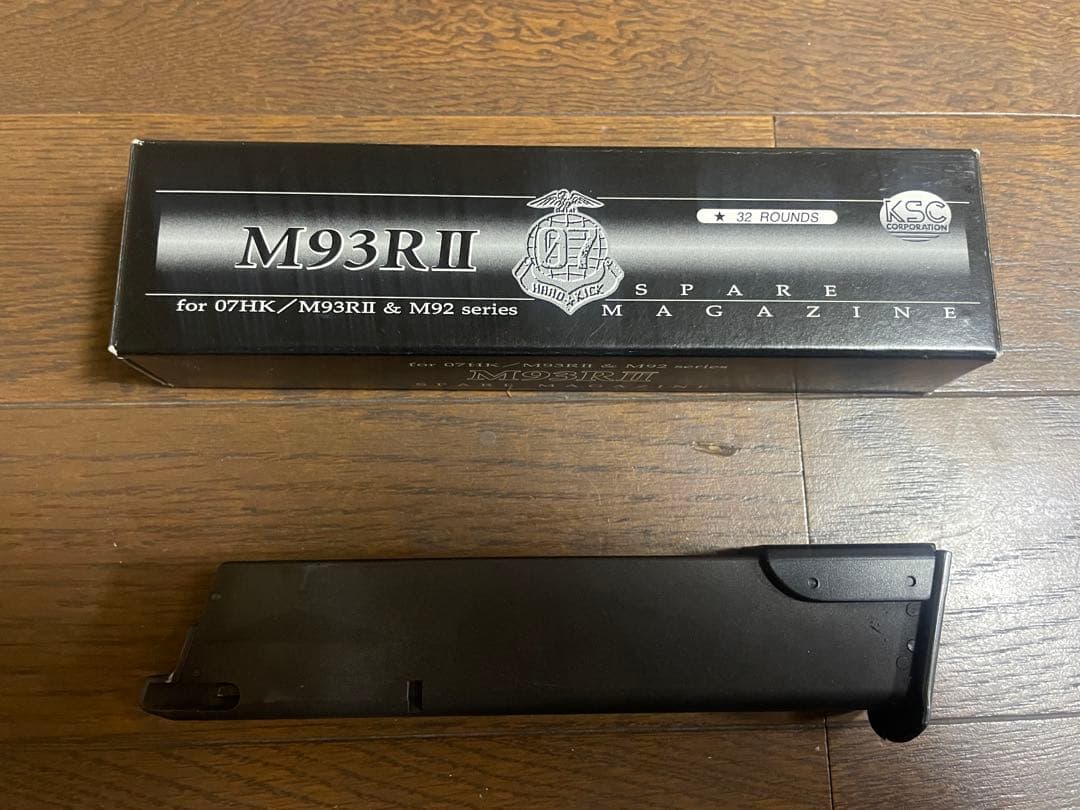 ★ 32 ROUNDS
KSC
CORPORATION
M93RII
07
HARD KICK
SPARE
MAGAZINE
for 07HK/M93RII & M92 series
for 07HK/M93RII & M92 series
M93RII
SPARE MAGAZINE